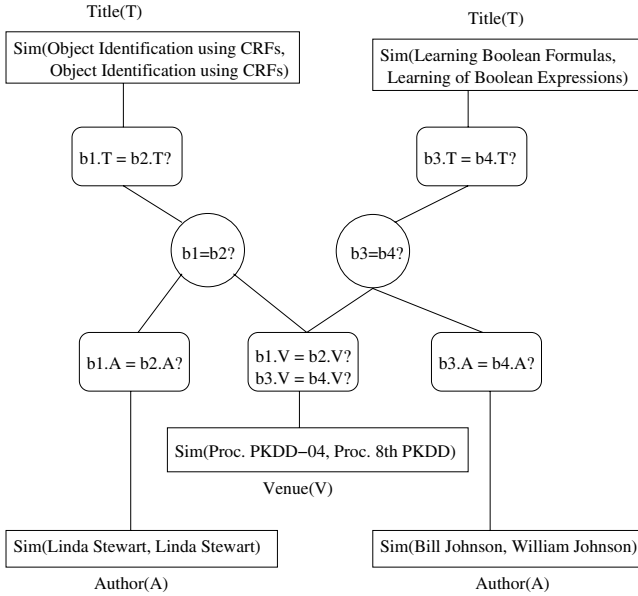 Title(T)
Title(T)
Sim(Object Identification using CRFs,
Object Identification using CRFs)
Sim(Learning Boolean Formulas,
Learning of Boolean Expressions)
b1.T = b2.T?
b3.T = b4.T?
b1=b2?
b3=b4?
b1.A = b2.A?
b1.V = b2.V?
b3.V = b4.V?
b3.A = b4.A?
Sim(Proc. PKDD−04, Proc. 8th PKDD)
Venue(V)
Sim(Linda Stewart, Linda Stewart)
Sim(Bill Johnson, William Johnson)
Author(A)
Author(A)